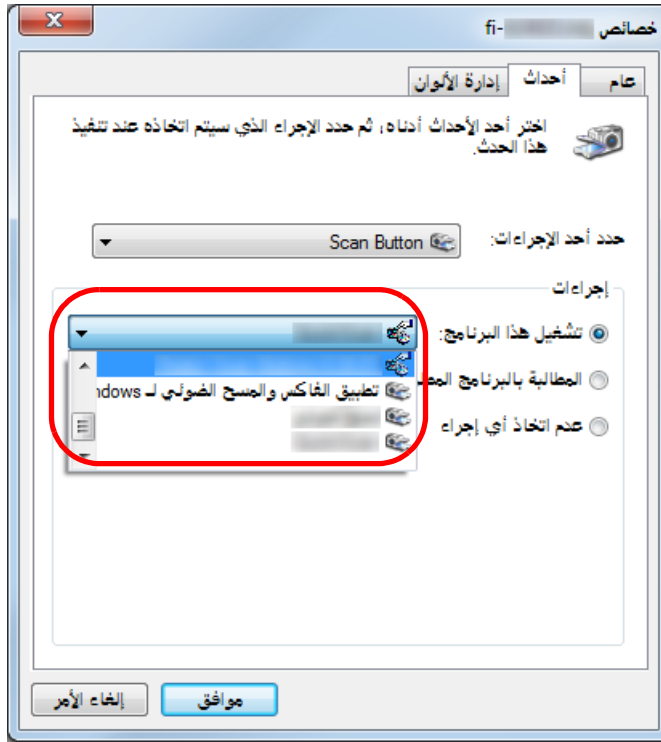 خصائص fi-
عام
أحداث
إدارة الألوان
اختر أحد الأحداث أدناه، ثم حدد الإجراء الذي سيتم اتخاذه عند تنفيذ
هذا الحدث.
حدد أحد الإجراءات:
Scan Button
إجراءات
تشغيل هذا البرنامج:
المطالبة بالبرنامج
تطبيق الفاكس والمسح الضوئي لـ
عدم اتخاذ أي إجراء
موافق
إلغاء الأمر